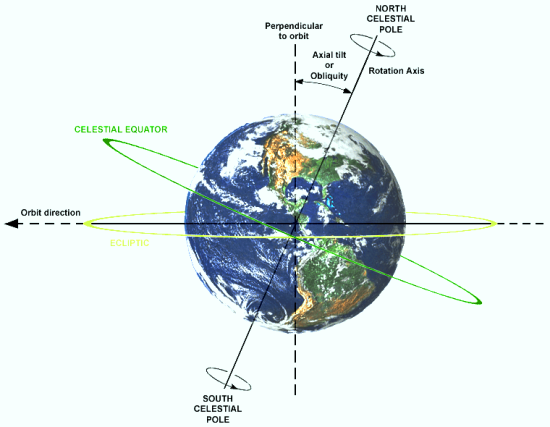 NORTH
CELESTIAL
POLE
Perpendicular
to orbit
Axial tilt
or
Obliquity
Rotation Axis
CELESTIAL EQUATOR
Orbit direction
ECLIPTIC
SOUTH
CELESTIAL
POLE